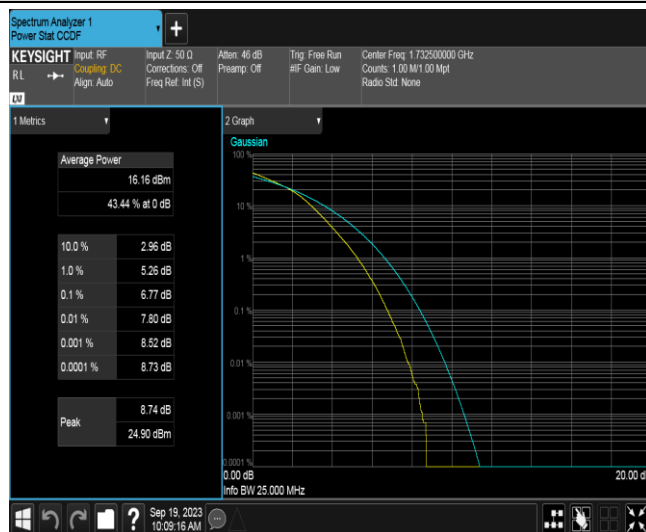 Spectrum Analyzer 1
Power Stat CCDF
+
KEYSIGHT
RL
LXI
Input: RF
Coupling: DC
Align: Auto
Input Z: 50 Ω
Corrections: Off
Freq Ref: Int (S)
Atten: 46 dB
Preamp: Off
Trig: Free Run
#IF Gain: Low
Center Freq: 1.732500000 GHz
Counts: 1.00 M/1.00 Mpt
Radio Std: None
1 Metrics
Average Power
16.16 dBm
43.44 % at 0 dB
10.0 % 2.96 dB
1.0 % 5.26 dB
0.1 % 6.77 dB
0.01 % 7.80 dB
0.001 % 8.52 dB
0.0001 % 8.73 dB
Peak
8.74 dB
24.90 dBm
2 Graph
Gaussian
100 %
10 %
1 %
0.1 %
0.01 %
0.001 %
0.0001 %
0.00 dB
20.00 d
Info BW 25.000 MHz
?
Sep 19, 2023
10:09:16 AM